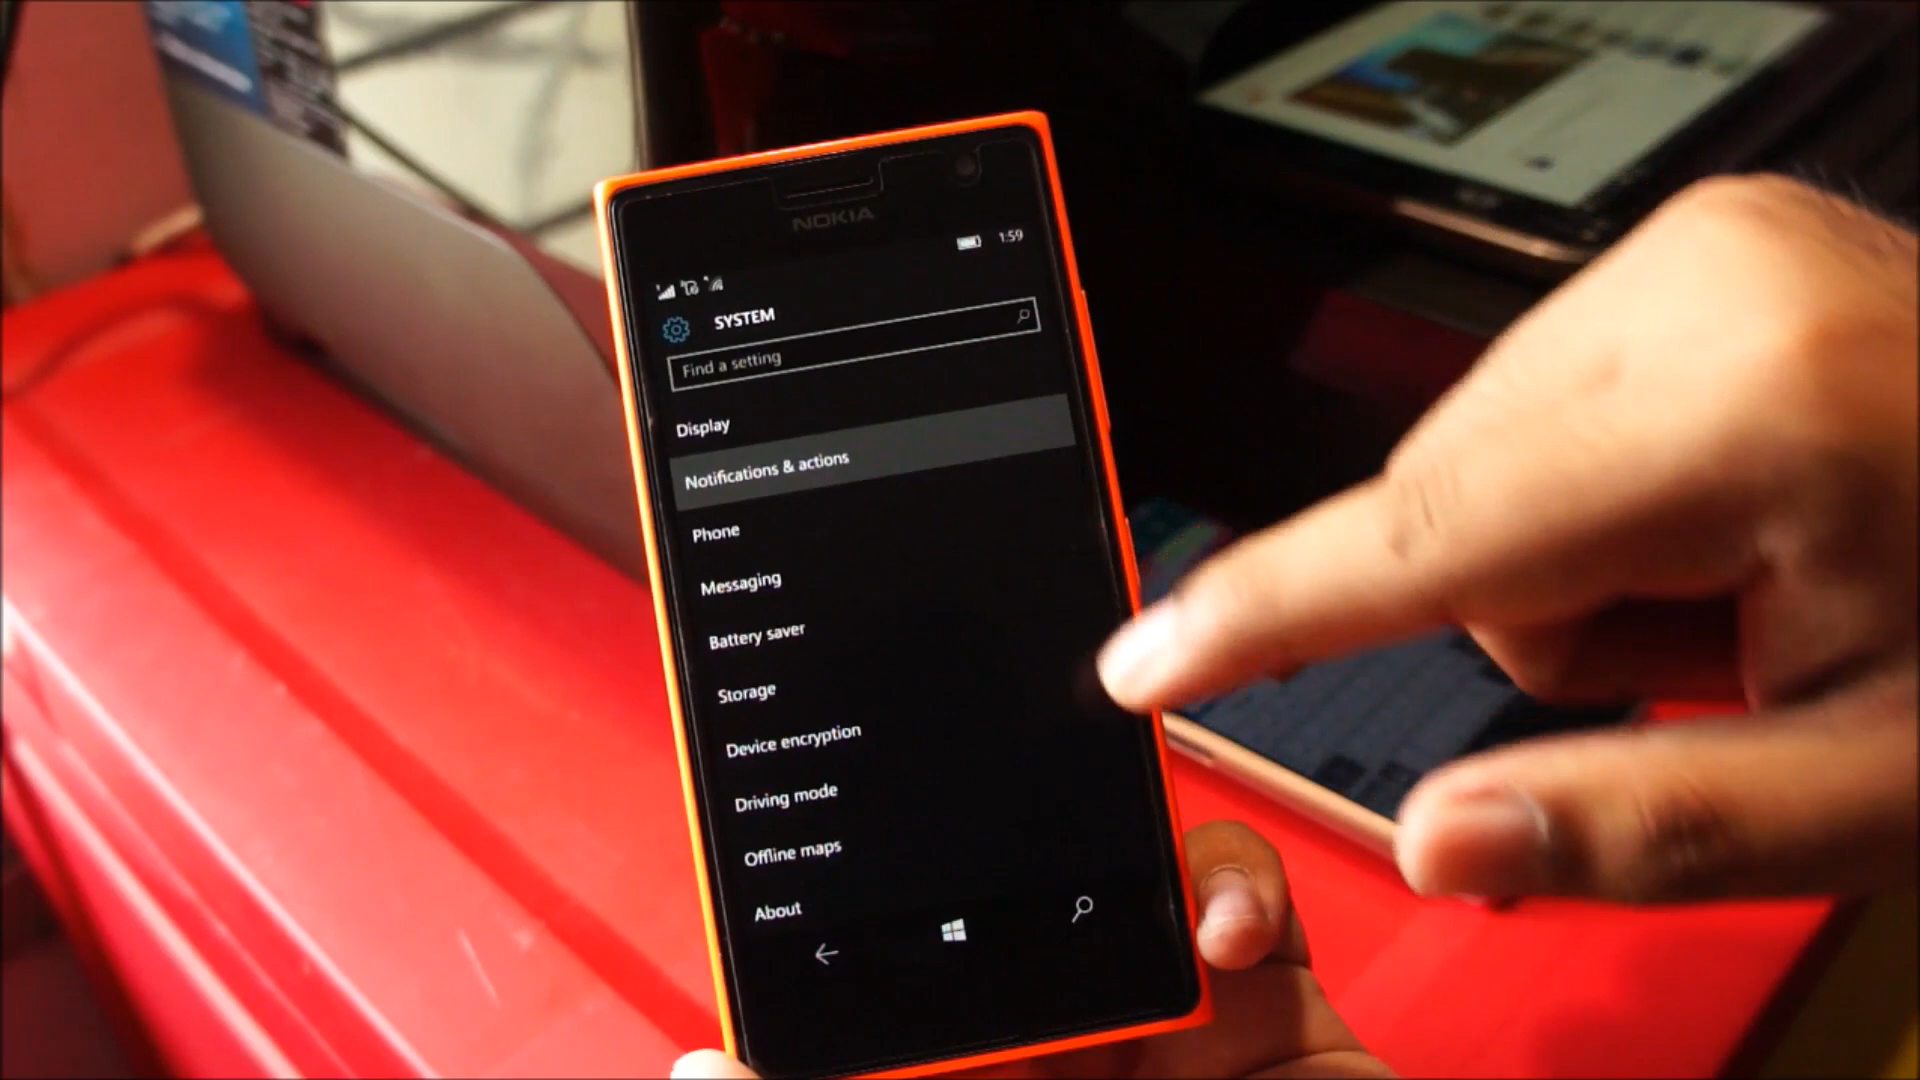 NOKIA
1:59
SYSTEM
Find a setting
Display
Notifications & actions
Phone
Messaging
Battery saver
Storage
Device encryption
Driving mode
Offline maps
About